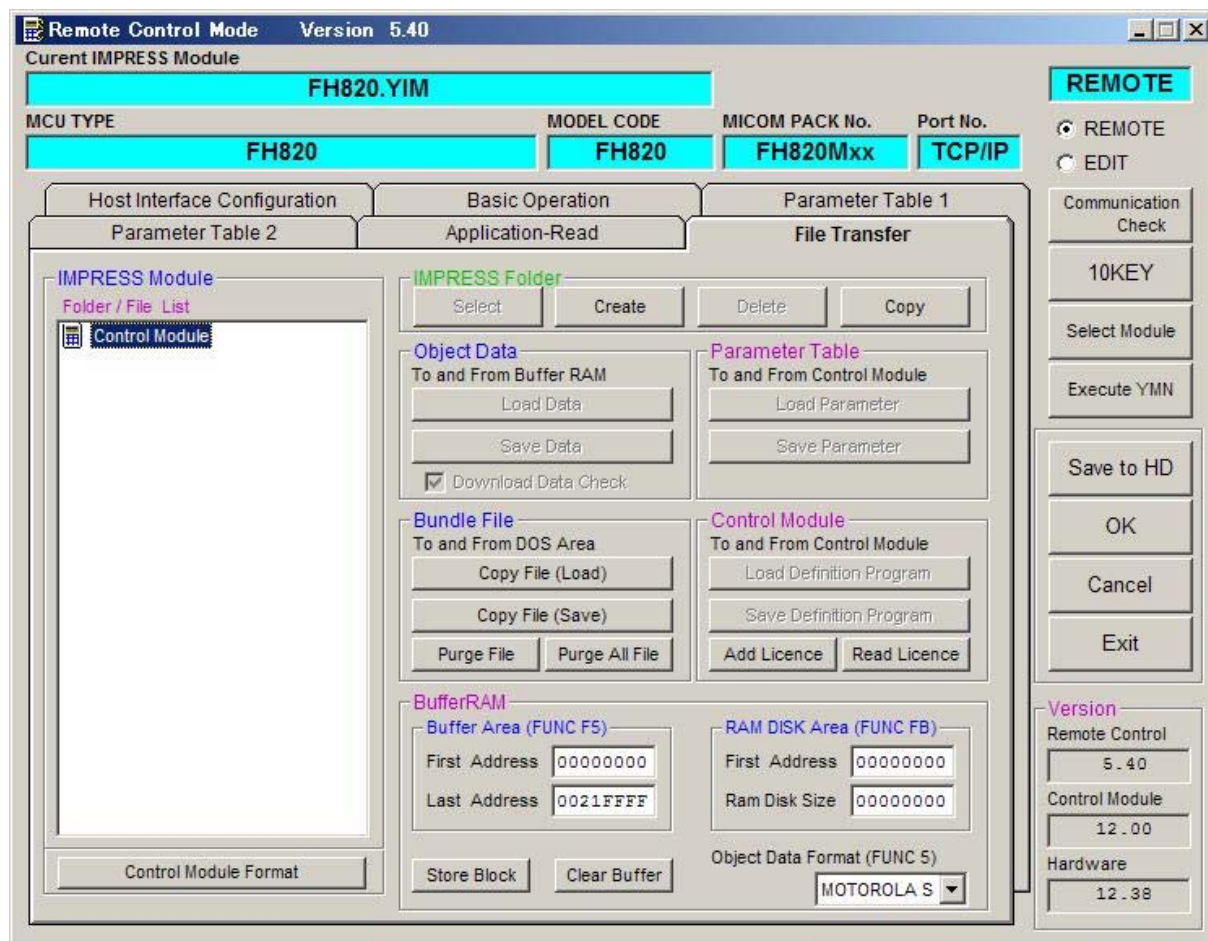 Remote Control Mode Version 5.40
Curent IMPRESS Module
FH820.YIM
REMOTE
MCU TYPE
MODEL CODE
MICOM PACK No.
Port No.
FH820
FH820
FH820Mxx
TCP/IP
REMOTE
EDIT
Host Interface Configuration
Basic Operation
Parameter Table 1
Parameter Table 2
Application-Read
File Transfer
Communication
Check
10KEY
Select Module
Execute YMN
Save to HD
OK
Cancel
Exit
IMPRESS Module
Folder / File List
Control Module
Control Module Format
IMPRESS Folder
Select
Create
Delete
Copy
Object Data
To and From Buffer RAM
Load Data
Save Data
Download Data Check
Parameter Table
To and From Control Module
Load Parameter
Save Parameter
Bundle File
To and From DOS Area
Copy File (Load)
Copy File (Save)
Purge File
Purge All File
Control Module
To and From Control Module
Load Definition Program
Save Definition Program
Add Licence
Read Licence
BufferRAM
Buffer Area (FUNC F5)
First Address 00000000
Last Address 0021FFFF
RAM DISK Area (FUNC FB)
First Address 00000000
Ram Disk Size 00000000
Store Block
Clear Buffer
Object Data Format (FUNC 5)
MOTOROLA S
Version
Remote Control
5.40
Control Module
12.00
Hardware
12.38